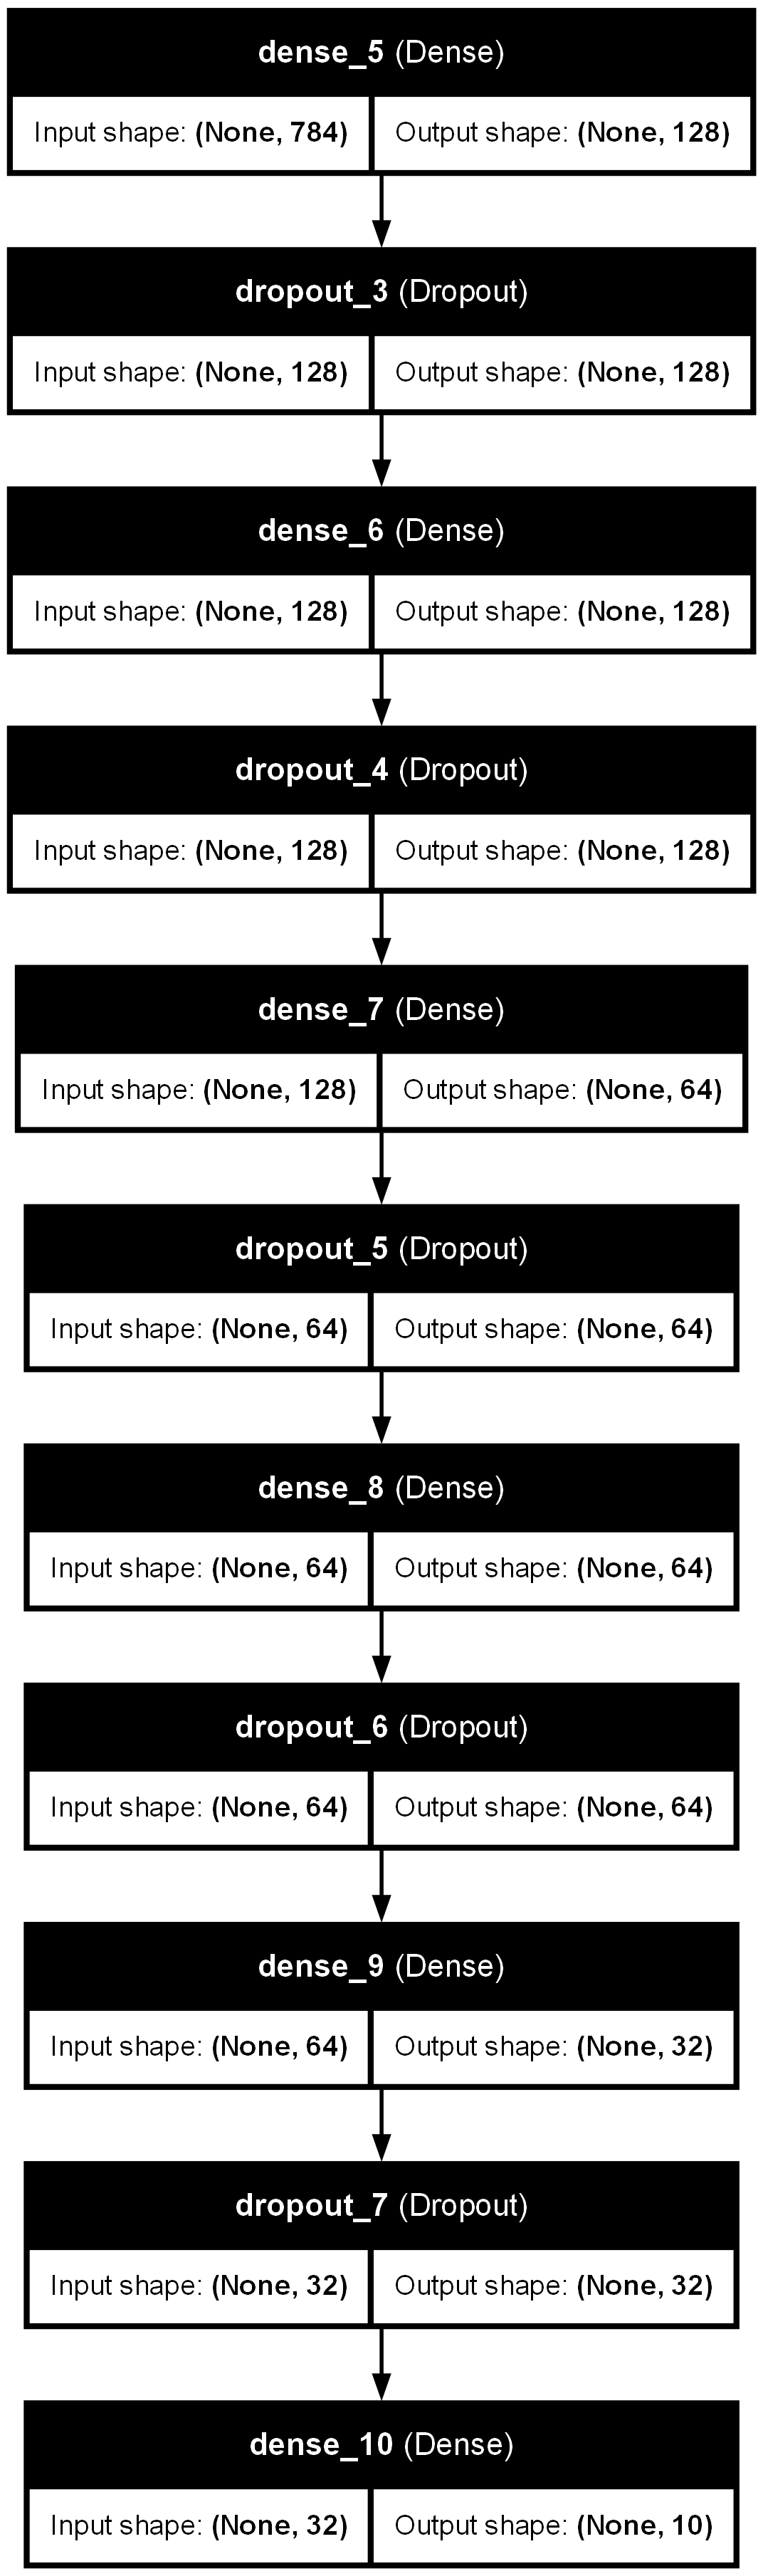 dense_5 (Dense)
Input shape: (None, 784) Output shape: (None, 128)
dropout_3 (Dropout)
Input shape: (None, 128) Output shape: (None, 128)
dense_6 (Dense)
Input shape: (None, 128) Output shape: (None, 128)
dropout_4 (Dropout)
Input shape: (None, 128) Output shape: (None, 128)
dense_7 (Dense)
Input shape: (None, 128) Output shape: (None, 64)
dropout_5 (Dropout)
Input shape: (None, 64) Output shape: (None, 64)
dense_8 (Dense)
Input shape: (None, 64) Output shape: (None, 64)
dropout_6 (Dropout)
Input shape: (None, 64) Output shape: (None, 64)
dense_9 (Dense)
Input shape: (None, 64) Output shape: (None, 32)
dropout_7 (Dropout)
Input shape: (None, 32) Output shape: (None, 32)
dense_10 (Dense)
Input shape: (None, 32) Output shape: (None, 10)